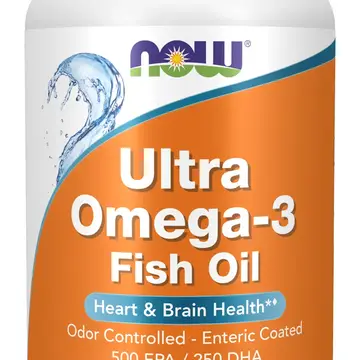 now
Ultra
Omega-3
Fish Oil
Heart & Brain Health*❖
Odor Controlled - Enteric Coated
500 EPA / 250 DHA